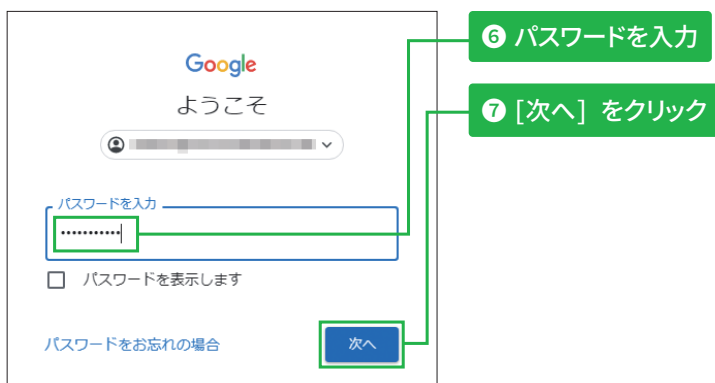 ❻ パスワードを入力
Google
ようこそ
❼ [次へ] をクリック
パスワードを入力
•••••••••••
パスワードを表示します
パスワードをお忘れの場合
次へ